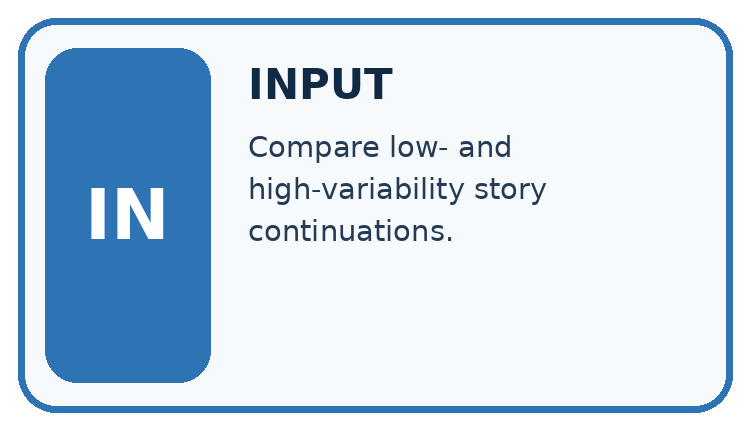 IN
INPUT
Compare low- and
high-variability story
continuations.